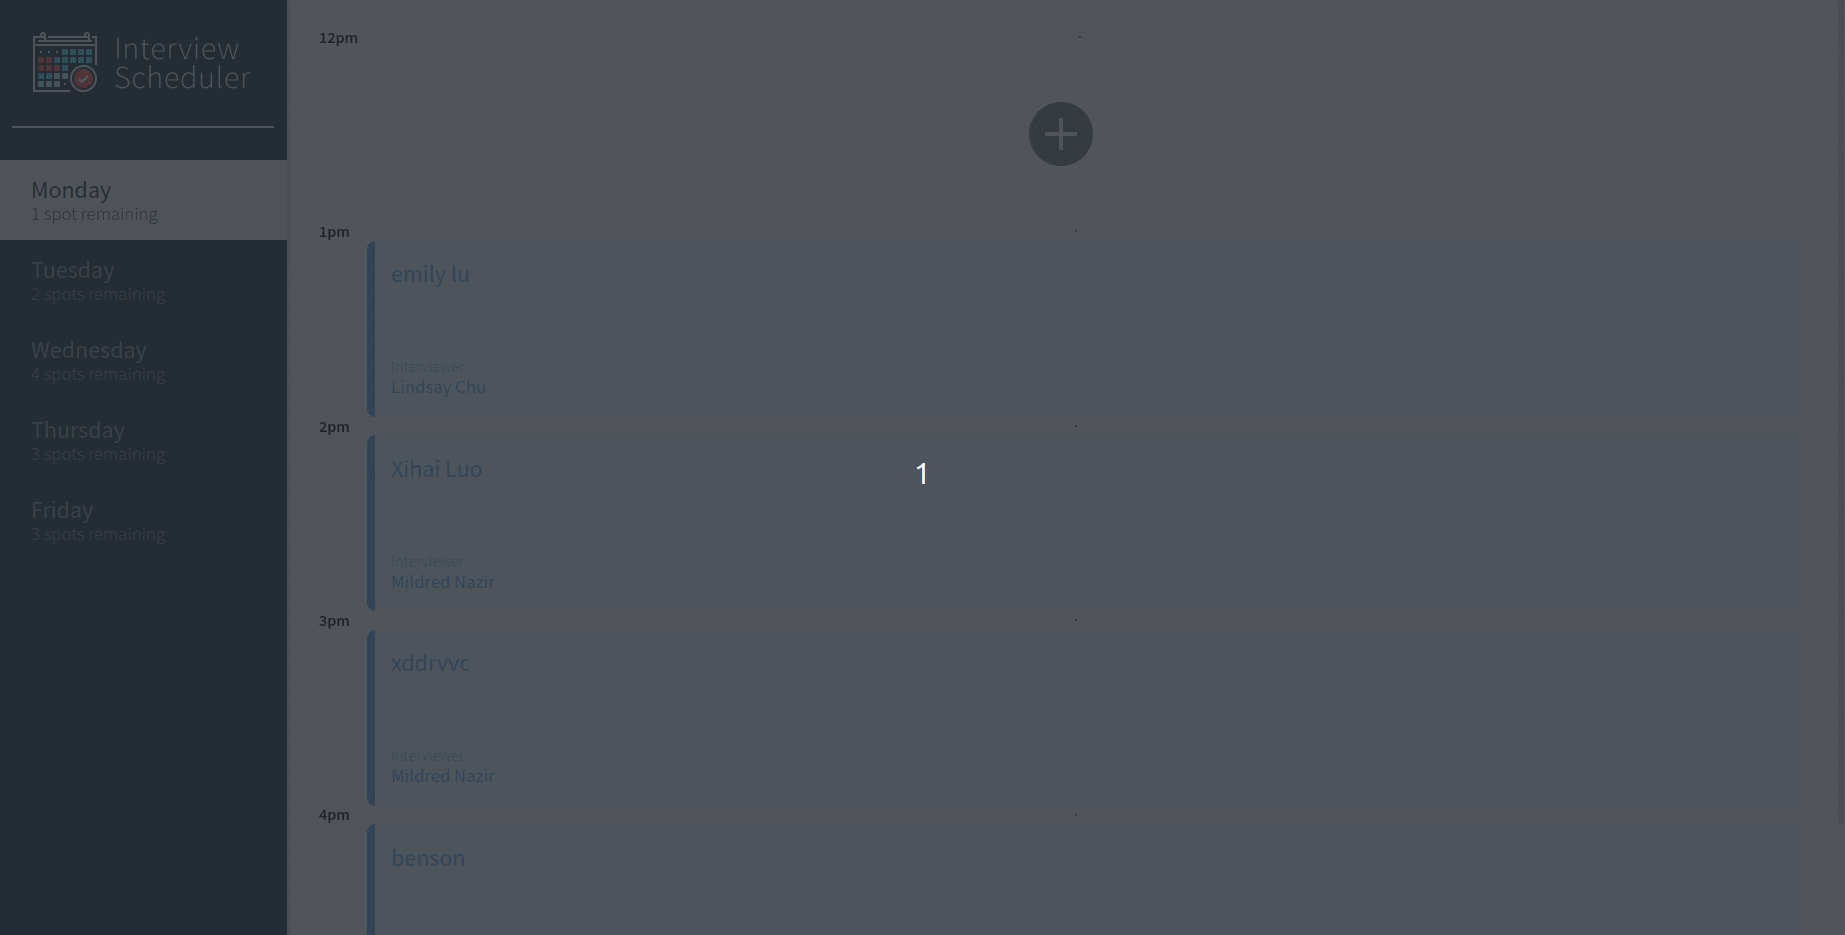 Interview
Scheduler
Monday
1 spot remaining
Tuesday
2 spots remaining
Wednesday
4 spots remaining
Thursday
3 spots remaining
Friday
3 spots remaining
12pm
1pm
emily lu
Interviewer
Lindsay Chu
2pm
Xihai Luo
Interviewer
Mildred Nazir
3pm
xddrvvc
Interviewer
Mildred Nazir
4pm
benson
1